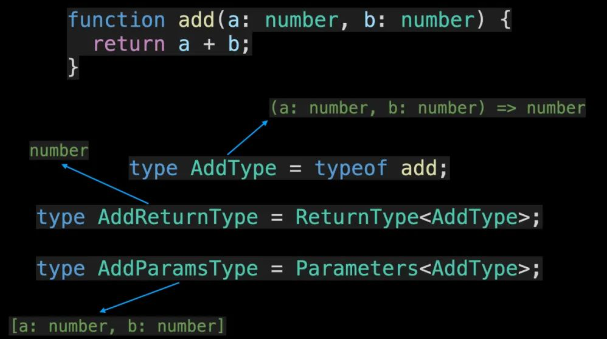 function add(a: number, b: number) {
  return a + b;
}
(a: number, b: number) => number
number
type AddType = typeof add;
type AddReturnType = ReturnType<AddType>;
type AddParamsType = Parameters<AddType>;
[a: number, b: number]